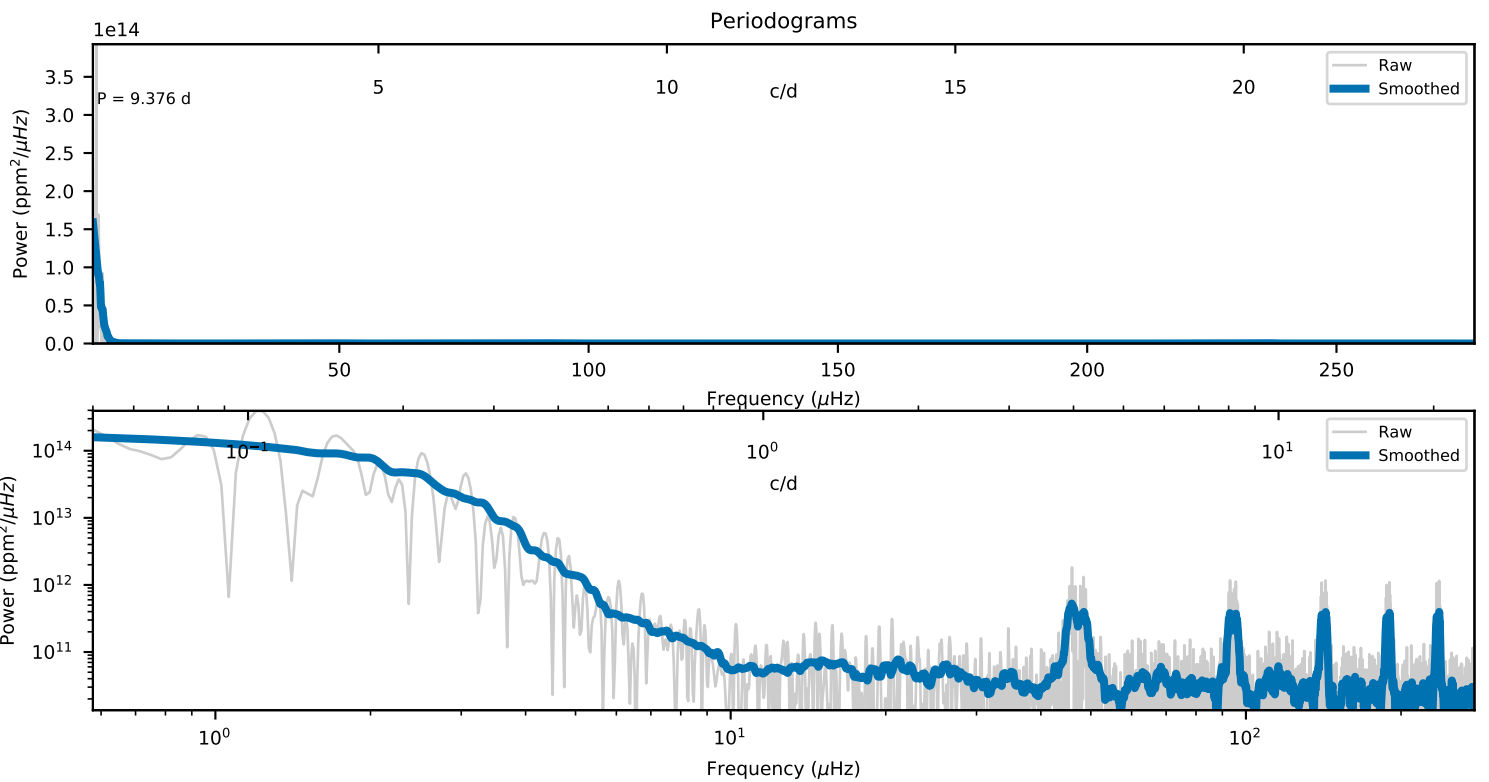 Periodograms
1e14
5 10 15 20
c/d
P = 9.376 d
Raw
Smoothed
3.5
3.0
2.5
2.0
1.5
1.0
0.5
0.0
Power (ppm²/μHz)
50 100 150 200 250
Frequency (μHz)
10⁻¹ 10⁰ 10¹
c/d
Raw
Smoothed
10¹⁴
10¹³
10¹²
10¹¹
Power (ppm²/μHz)
10⁰ 10¹ 10²
Frequency (μHz)